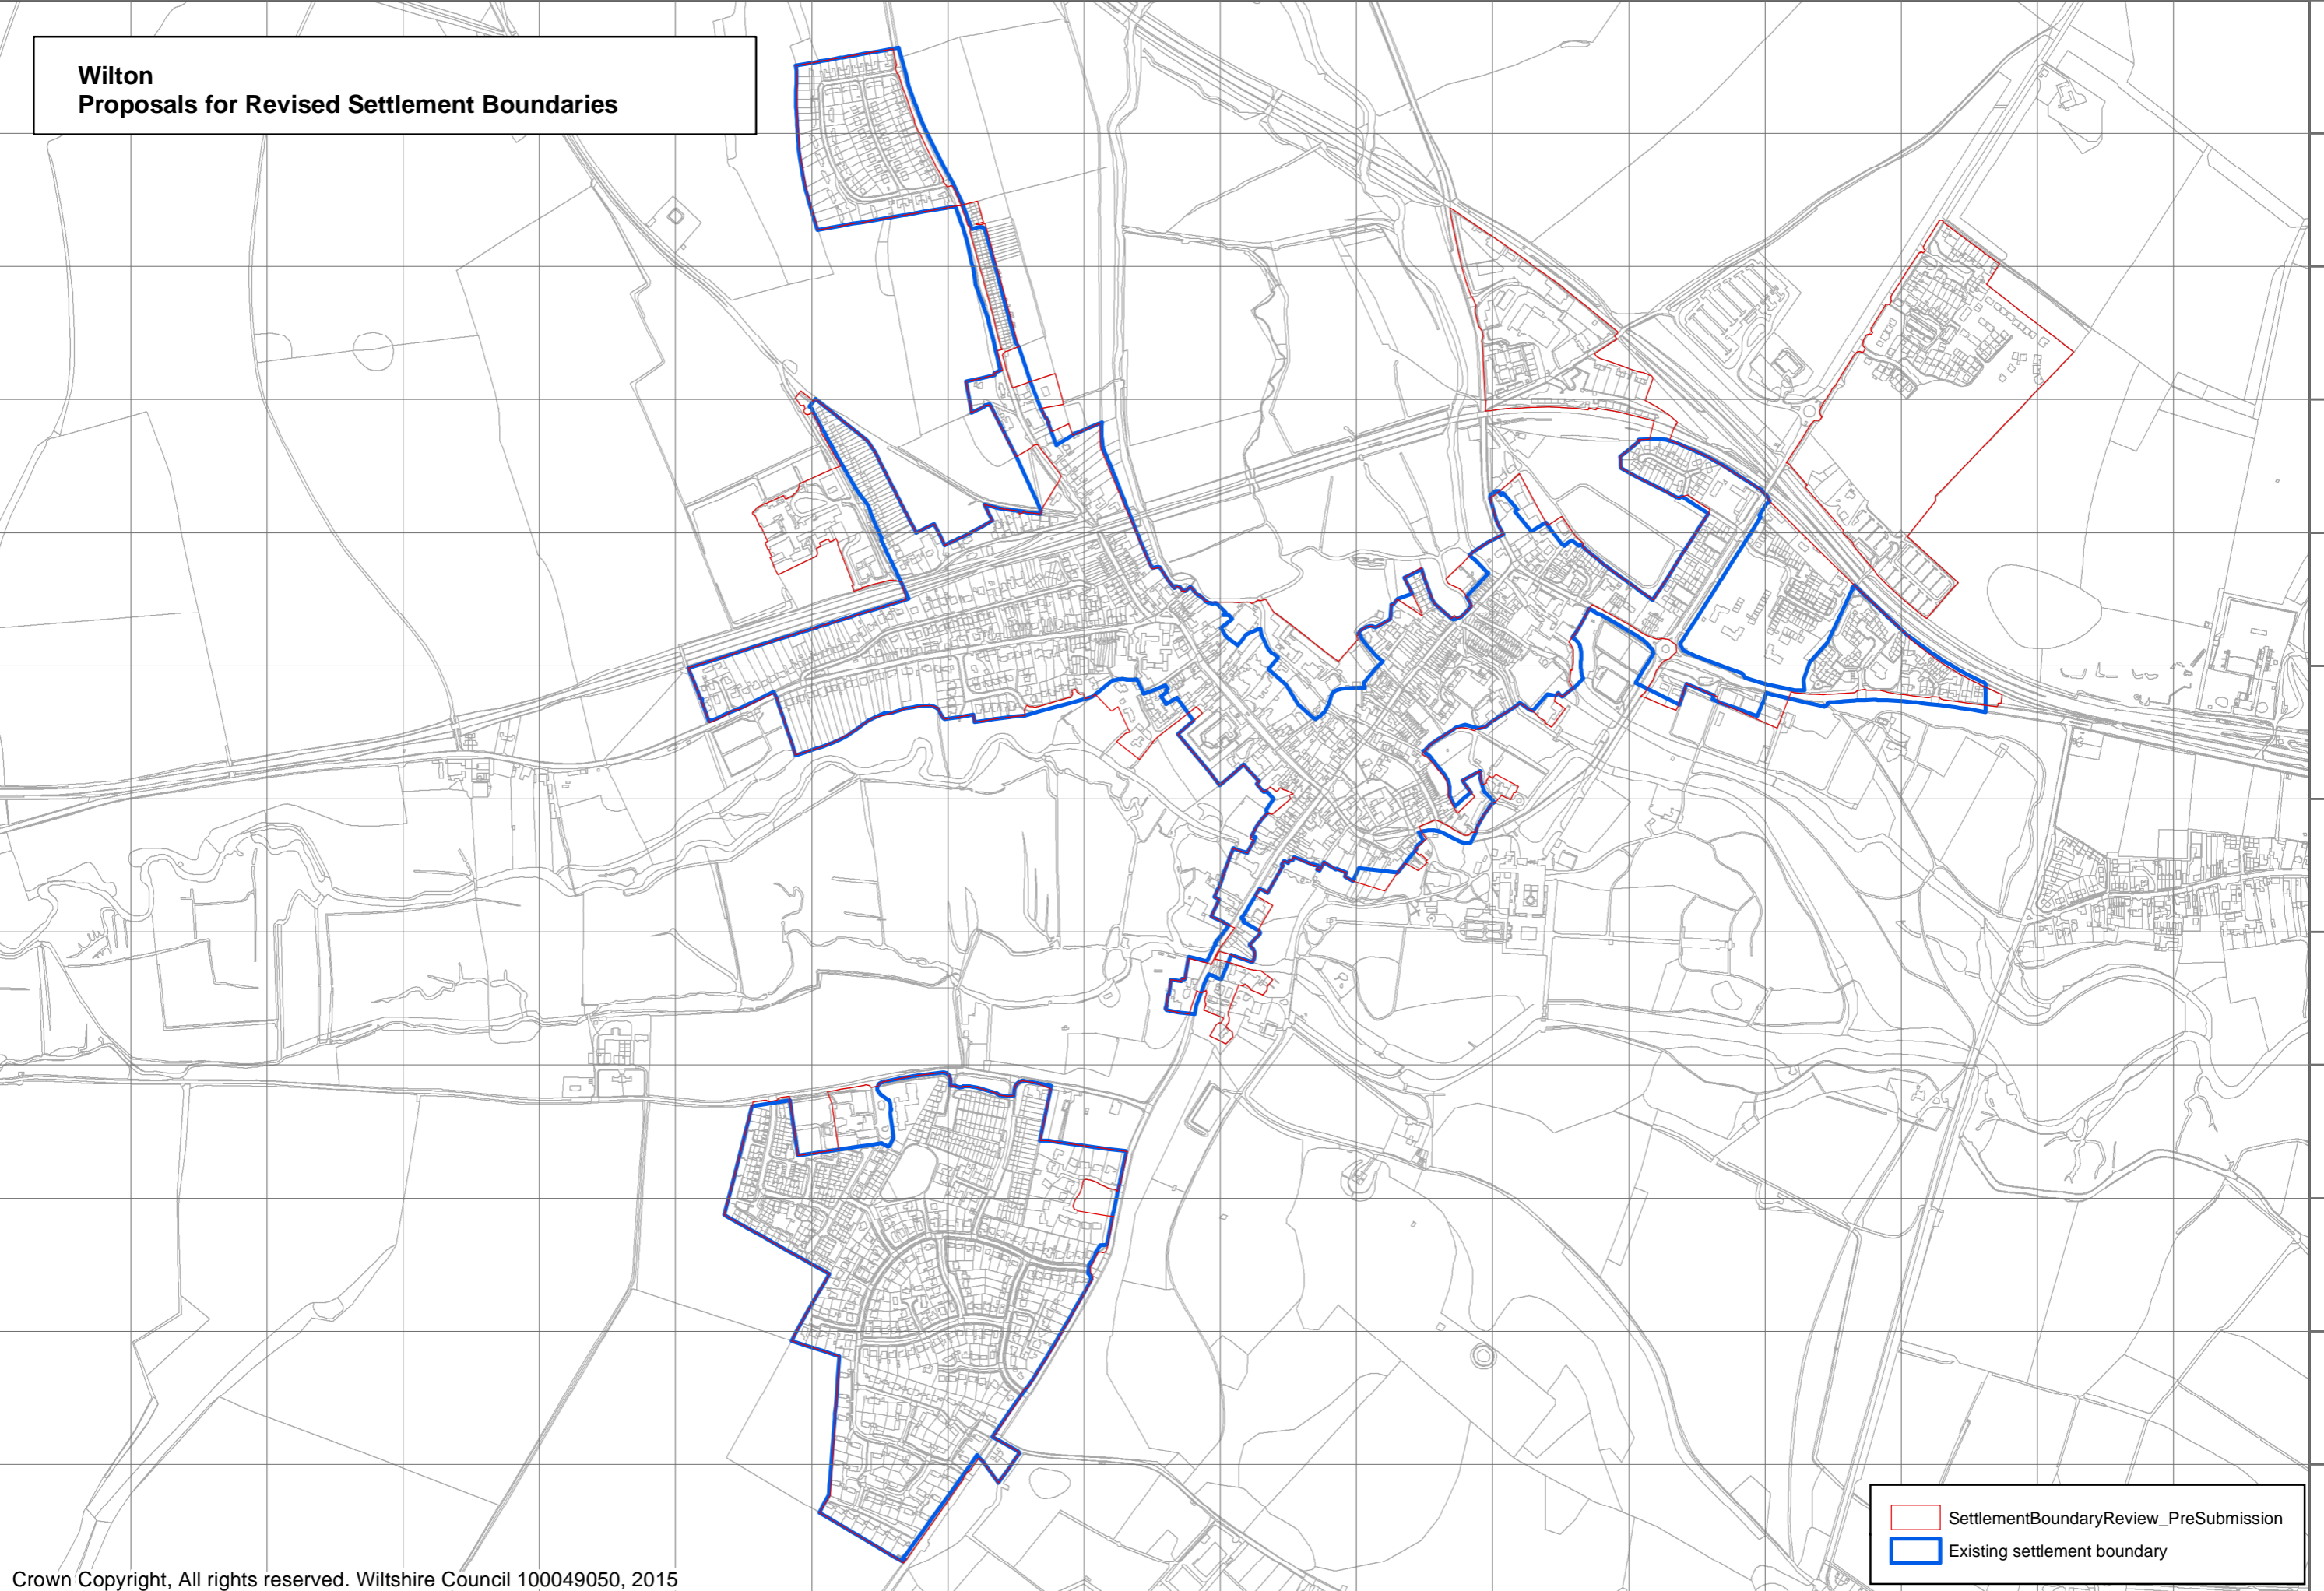 Wilton
Proposals for Revised Settlement Boundaries
SettlementBoundaryReview_PreSubmission
Existing settlement boundary
Crown Copyright, All rights reserved. Wiltshire Council 100049050, 2015